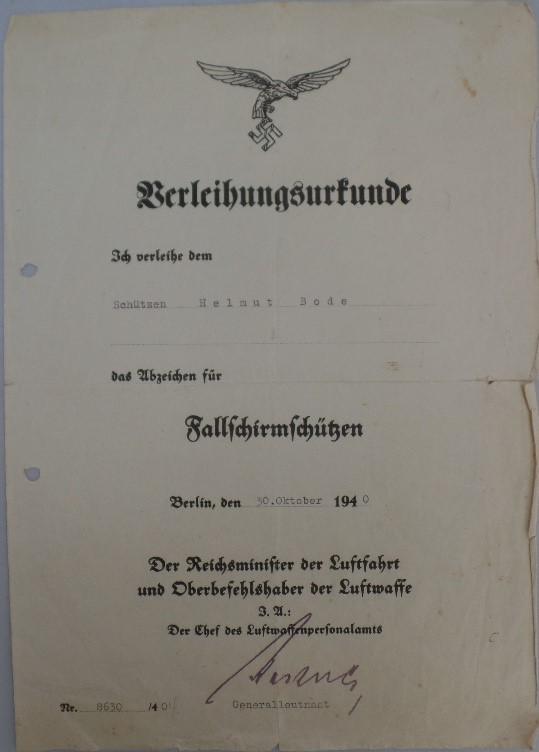 Verleihungsurkunde
Ich verleihe dem
Schützen Helmut Bode
das Abzeichen für
Fallschirmschützen
Berlin, den 30.Oktober 1940
Der Reichsminister der Luftfahrt
und Oberbefehlshaber der Luftwaffe
J. A.:
Der Chef des Luftwaffenpersonalamts
Generalleutnant
Nr. 8630 /40